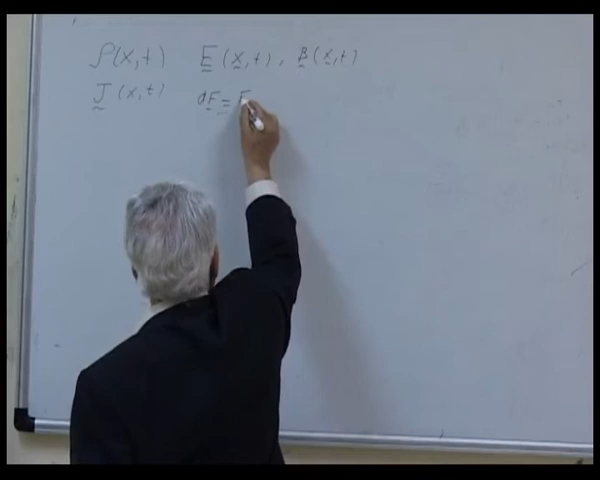 ρ(x,t) E(x,t), B(x,t)
J(x,t) dF = E